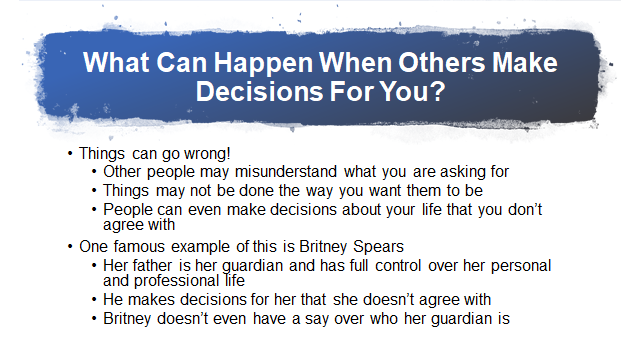 What Can Happen When Others Make
Decisions For You?
• Things can go wrong!
• Other people may misunderstand what you are asking for
• Things may not be done the way you want them to be
• People can even make decisions about your life that you don’t
agree with
• One famous example of this is Britney Spears
• Her father is her guardian and has full control over her personal
and professional life
• He makes decisions for her that she doesn’t agree with
• Britney doesn’t even have a say over who her guardian is